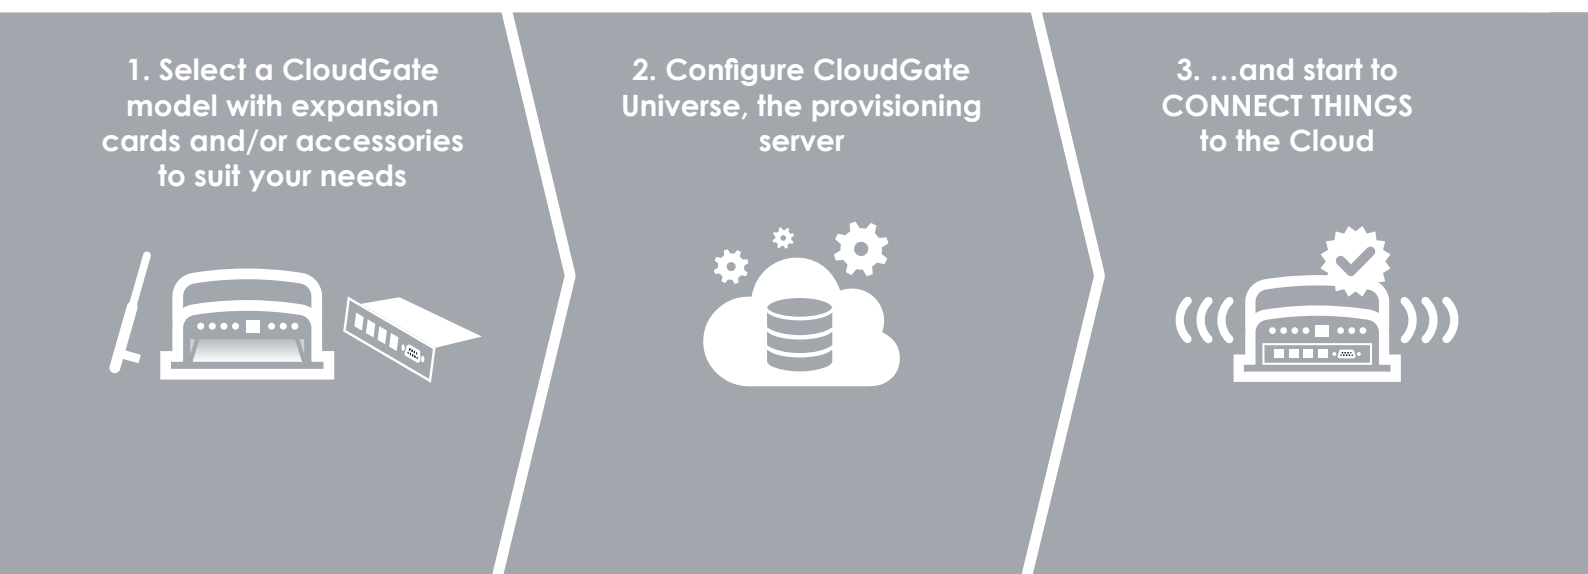 1. Select a CloudGate
model with expansion
cards and/or accessories
to suit your needs
2. Configure CloudGate
Universe, the provisioning
server
3. …and start to
CONNECT THINGS
to the Cloud